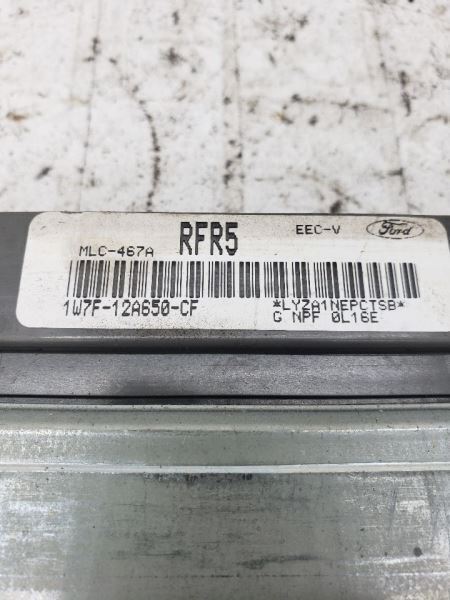 RFR5 EEC-V Ford
MLC-467A
1W7F-12A650-CF *LYZA1NEPCTSB*
G NPF 0L16E